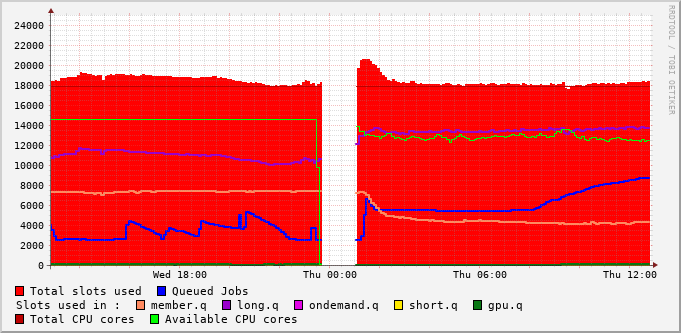 24000
22000
20000
18000
16000
14000
12000
10000
8000
6000
4000
2000
0
Wed 18:00 Thu 00:00 Thu 06:00 Thu 12:00
Total slots used Queued Jobs
Slots used in : member.q long.q ondemand.q short.q gpu.q
Total CPU cores Available CPU cores
RRDTOOL / TOBI OETIKER